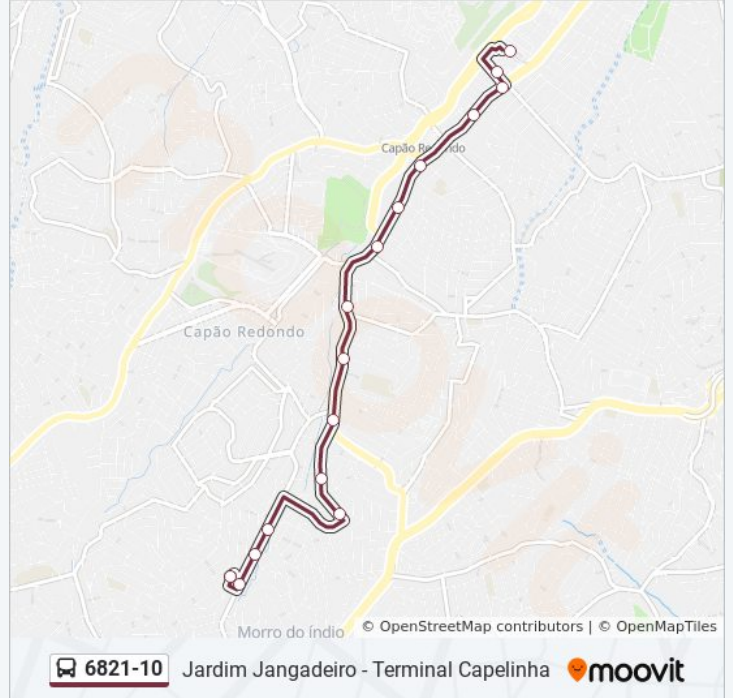 Capão Redondo
Capão Redondo
Morro do índio
© OpenStreetMap contributors | © OpenMapTiles
6821-10 Jardim Jangadeiro - Terminal Capelinha moovit